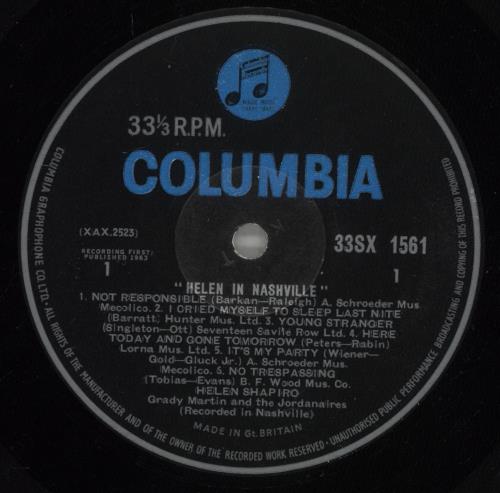 MAGIC NOTES
TRADE MARK
33⅓ R.P.M.
COLUMBIA
(XAX.2523)
33SX 1561
RECORDING FIRST
PUBLISHED 1963
1
1
"HELEN IN NASHVILLE"
1. NOT RESPONSIBLE (Barkan—Raleigh) A. Schroeder Mus
Mecolico. 2. I CRIED MYSELF TO SLEEP LAST NITE
(Barratt) Hunter Mus. Ltd. 3. YOUNG STRANGER
(Singleton—Ott) Seventeen Savile Row Ltd. 4. HERE
TODAY AND GONE TOMORROW (Peters—Rabin)
Lorna Mus. Ltd. 5. IT'S MY PARTY (Wiener—
Gold—Gluck Jr.) A. Schroeder Mus
Mecolico. 6. NO TRESPASSING
(Tobias—Evans) B. F. Wood Mus. Co.
HELEN SHAPIRO
Grady Martin and the Jordanaires
(Recorded in Nashville)
MADE IN Gt. BRITAIN
COLUMBIA GRAPHOPHONE CO. LTD. · ALL RIGHTS OF THE MANUFACTURER AND OF THE OWNER OF THE RECORDED WORK RESERVED · UNAUTHORISED PUBLIC PERFORMANCE BROADCASTING AND COPYING OF THIS RECORD PROHIBITED